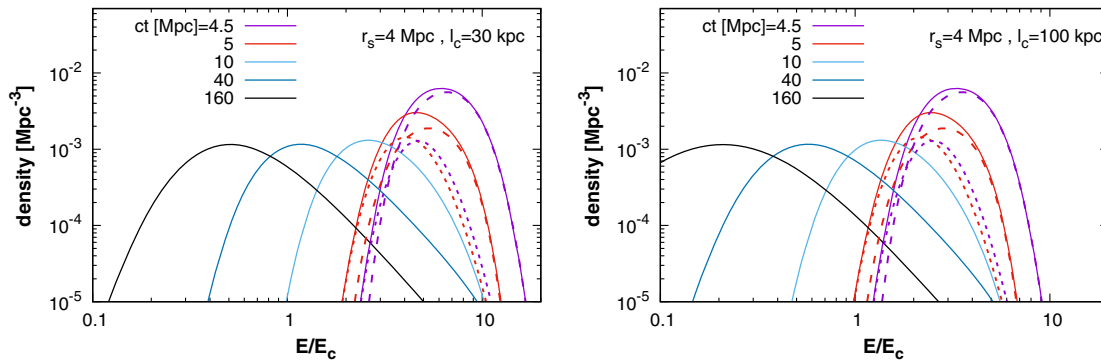 ct [Mpc]=4.5
5
10
40
160
r_s=4 Mpc , l_c=30 kpc
density [Mpc⁻³]
10⁻²
10⁻³
10⁻⁴
10⁻⁵
0.1
1
10
E/E_c
ct [Mpc]=4.5
5
10
40
160
r_s=4 Mpc , l_c=100 kpc
density [Mpc⁻³]
10⁻²
10⁻³
10⁻⁴
10⁻⁵
0.1
1
10
E/E_c